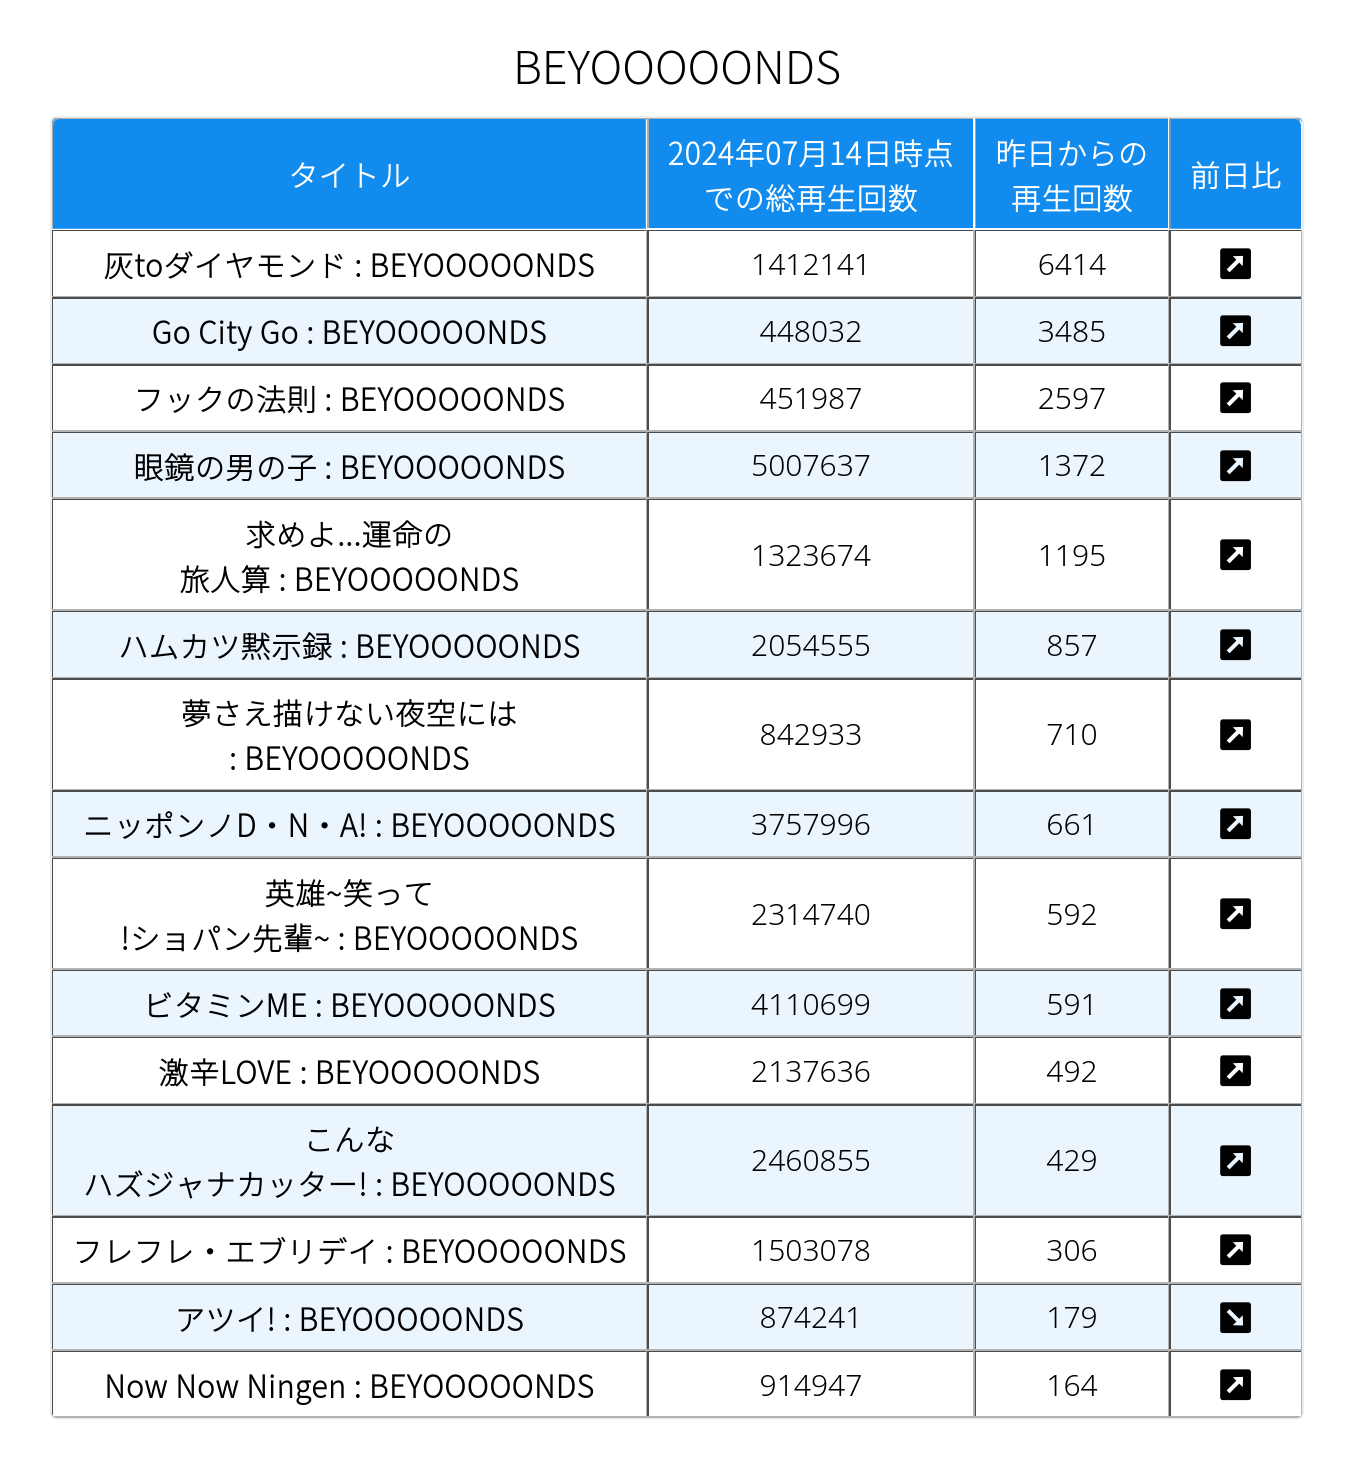 BEYOOOOONDS
タイトル
2024年07月14日時点
での総再生回数
昨日からの
再生回数
前日比
灰toダイヤモンド : BEYOOOOONDS
1412141
6414
Go City Go : BEYOOOOONDS
448032
3485
フックの法則 : BEYOOOOONDS
451987
2597
眼鏡の男の子 : BEYOOOOONDS
5007637
1372
求めよ...運命の
旅人算 : BEYOOOOONDS
1323674
1195
ハムカツ黙示録 : BEYOOOOONDS
2054555
857
夢さえ描けない夜空には
: BEYOOOOONDS
842933
710
ニッポンノD・N・A! : BEYOOOOONDS
3757996
661
英雄~笑って
!ショパン先輩~ : BEYOOOOONDS
2314740
592
ビタミンME : BEYOOOOONDS
4110699
591
激辛LOVE : BEYOOOOONDS
2137636
492
こんな
ハズジャナカッター! : BEYOOOOONDS
2460855
429
フレフレ・エブリデイ : BEYOOOOONDS
1503078
306
アツイ! : BEYOOOOONDS
874241
179
Now Now Ningen : BEYOOOOONDS
914947
164